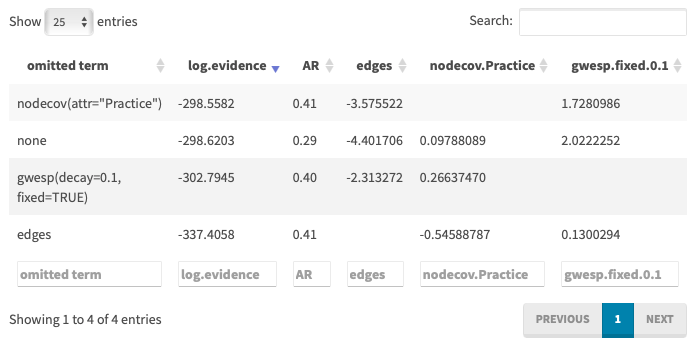 Show 25 entries Search:
omitted term log.evidence AR edges nodecov.Practice gwesp.fixed.0.1
nodecov(attr="Practice") -298.5582 0.41 -3.575522 1.7280986
none -298.6203 0.29 -4.401706 0.09788089 2.0222252
gwesp(decay=0.1, -302.7945 0.40 -2.313272 0.26637470
fixed=TRUE)
edges -337.4058 0.41 -0.54588787 0.1300294
omitted term log.evidence AR edges nodecov.Practice gwesp.fixed.0.1
Showing 1 to 4 of 4 entries PREVIOUS 1 NEXT